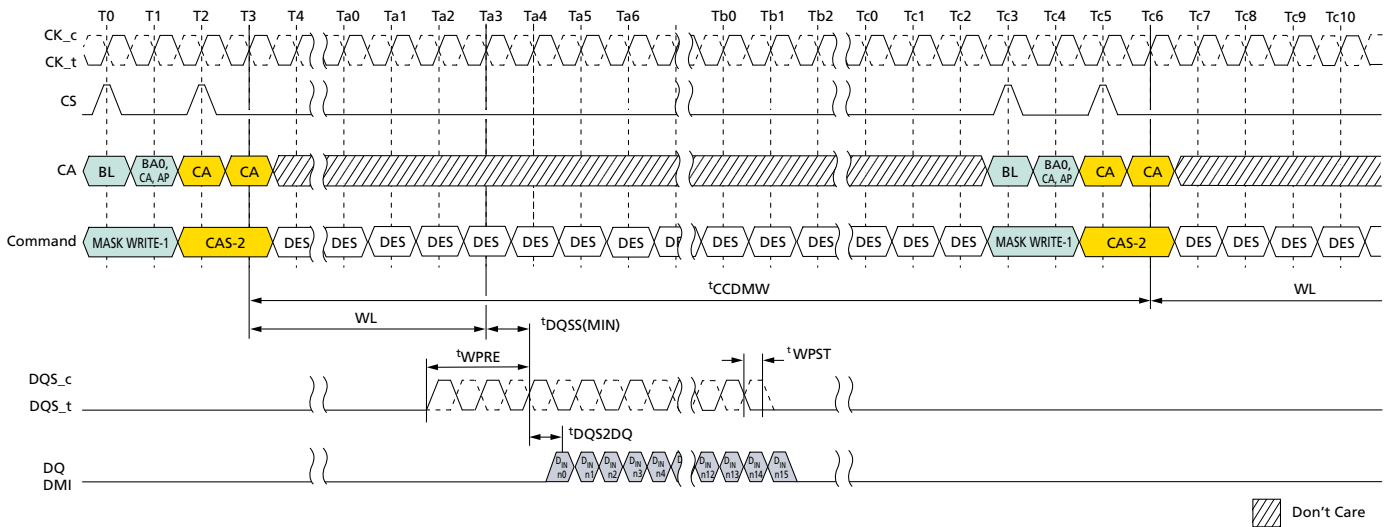 T0 T1 T2 T3 T4 Ta0 Ta1 Ta2 Ta3 Ta4 Ta5 Ta6 Tb0 Tb1 Tb2 Tc0 Tc1 Tc2 Tc3 Tc4 Tc5 Tc6 Tc7 Tc8 Tc9 Tc10
CK_c
CK_t
CS
CA BL BA0, CA, AP CA CA BL BA0, CA, AP CA CA
Command MASK WRITE-1 CAS-2 DES DES DES DES DES DES DES DES DES DES DES DES DES DES MASK WRITE-1 CAS-2 DES DES DES DES
tCCDMW WL
WL tDQSS(MIN)
tWPRE tWPST
DQS_c
DQS_t
tDQS2DQ
DQ
DMI
DIN n0 DIN n1 DIN n2 DIN n3 DIN n4 DIN n12 DIN n13 DIN n14 DIN n15
Don't Care